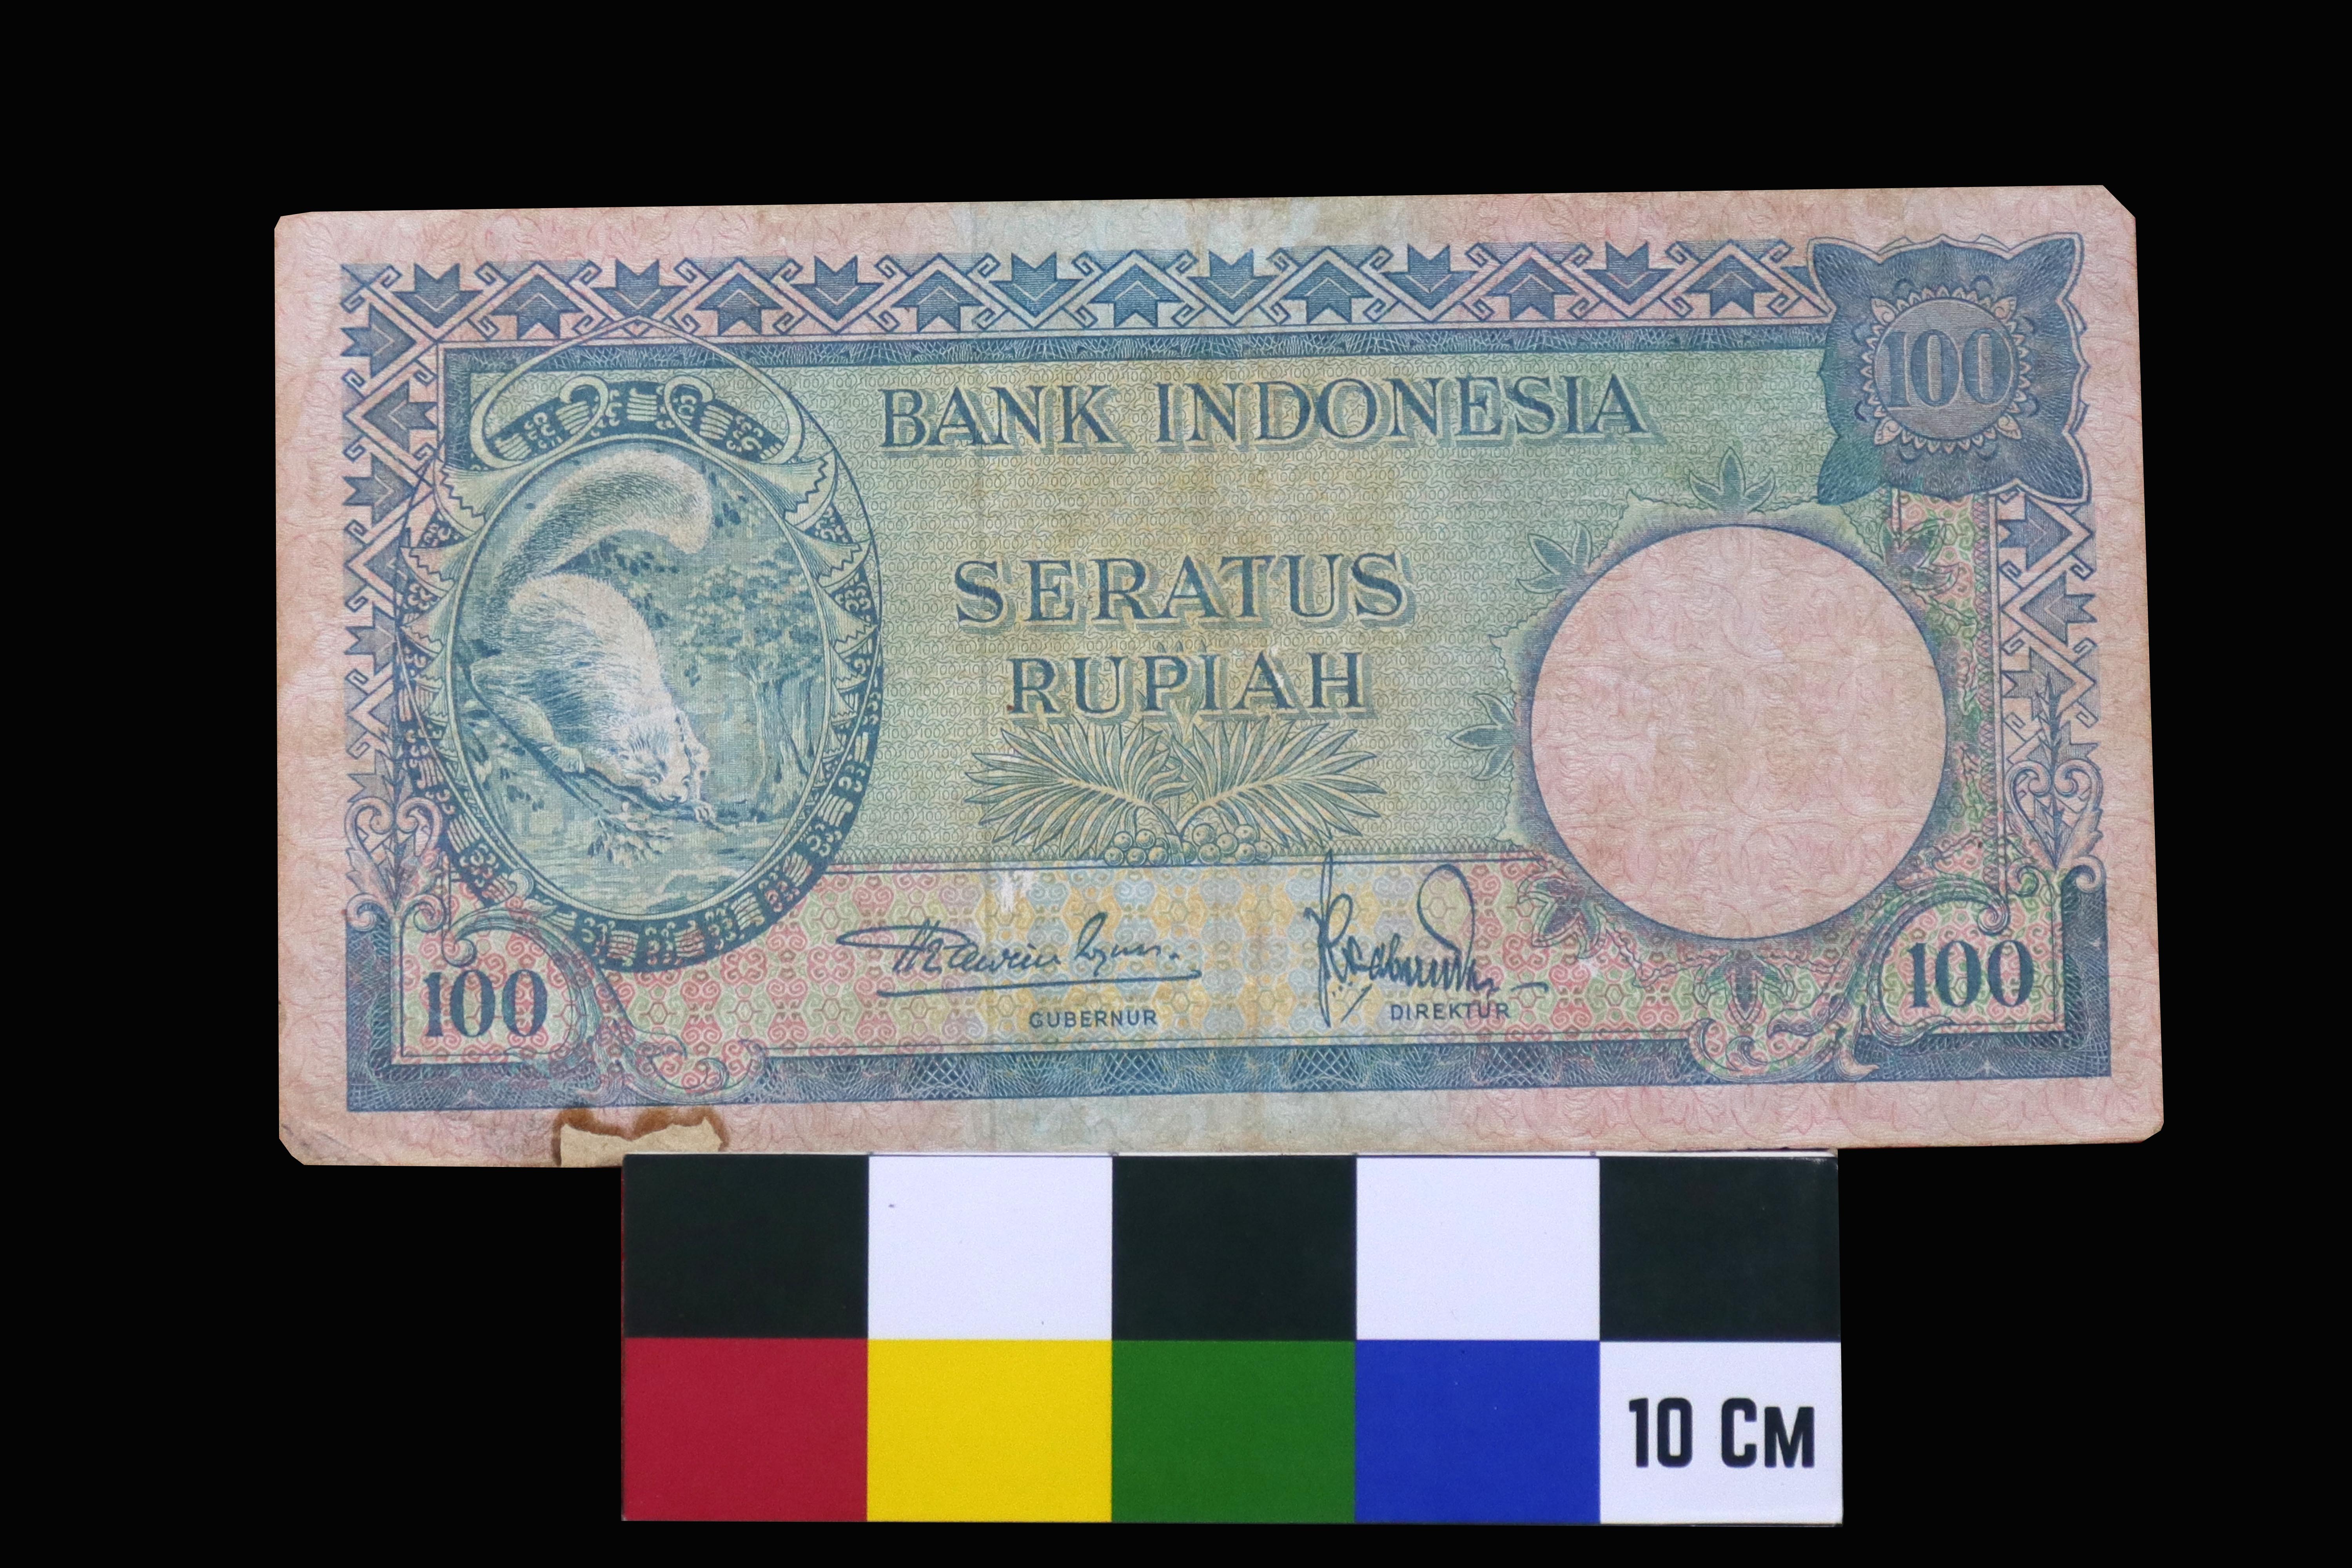 100
BANK INDONESIA
SERATUS
RUPIAH
GUBERNUR
DIREKTUR
100
100
10 CM